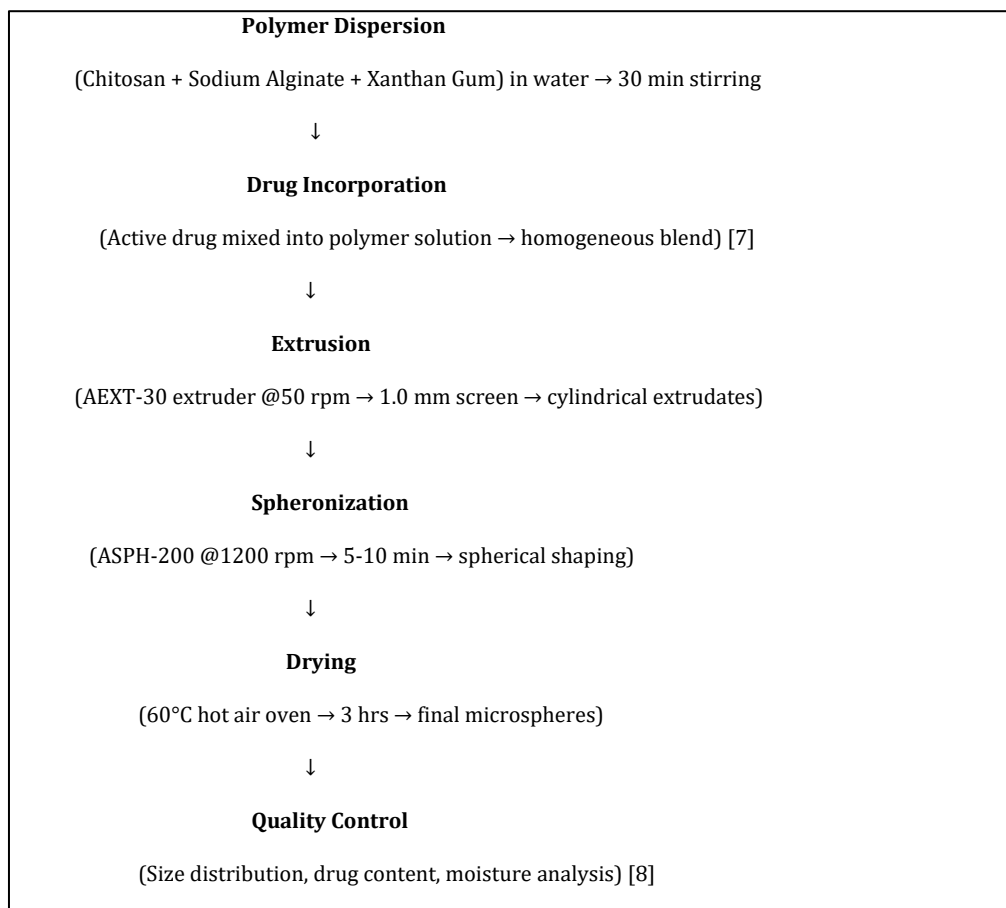 Polymer Dispersion
(Chitosan + Sodium Alginate + Xanthan Gum) in water → 30 min stirring
↓
Drug Incorporation
(Active drug mixed into polymer solution → homogeneous blend) [7]
↓
Extrusion
(AEXT-30 extruder @50 rpm → 1.0 mm screen → cylindrical extrudates)
↓
Spheronization
(ASPH-200 @1200 rpm → 5-10 min → spherical shaping)
↓
Drying
(60°C hot air oven → 3 hrs → final microspheres)
↓
Quality Control
(Size distribution, drug content, moisture analysis) [8]